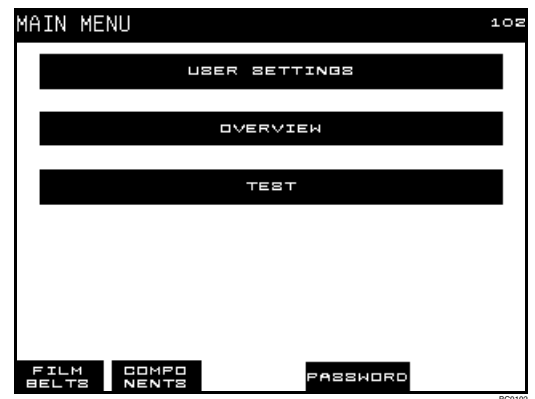 MAIN MENU 102
USER SETTINGS
OVERVIEW
TEST
FILM
BELTS
COMPO
NENTS
PASSWORD